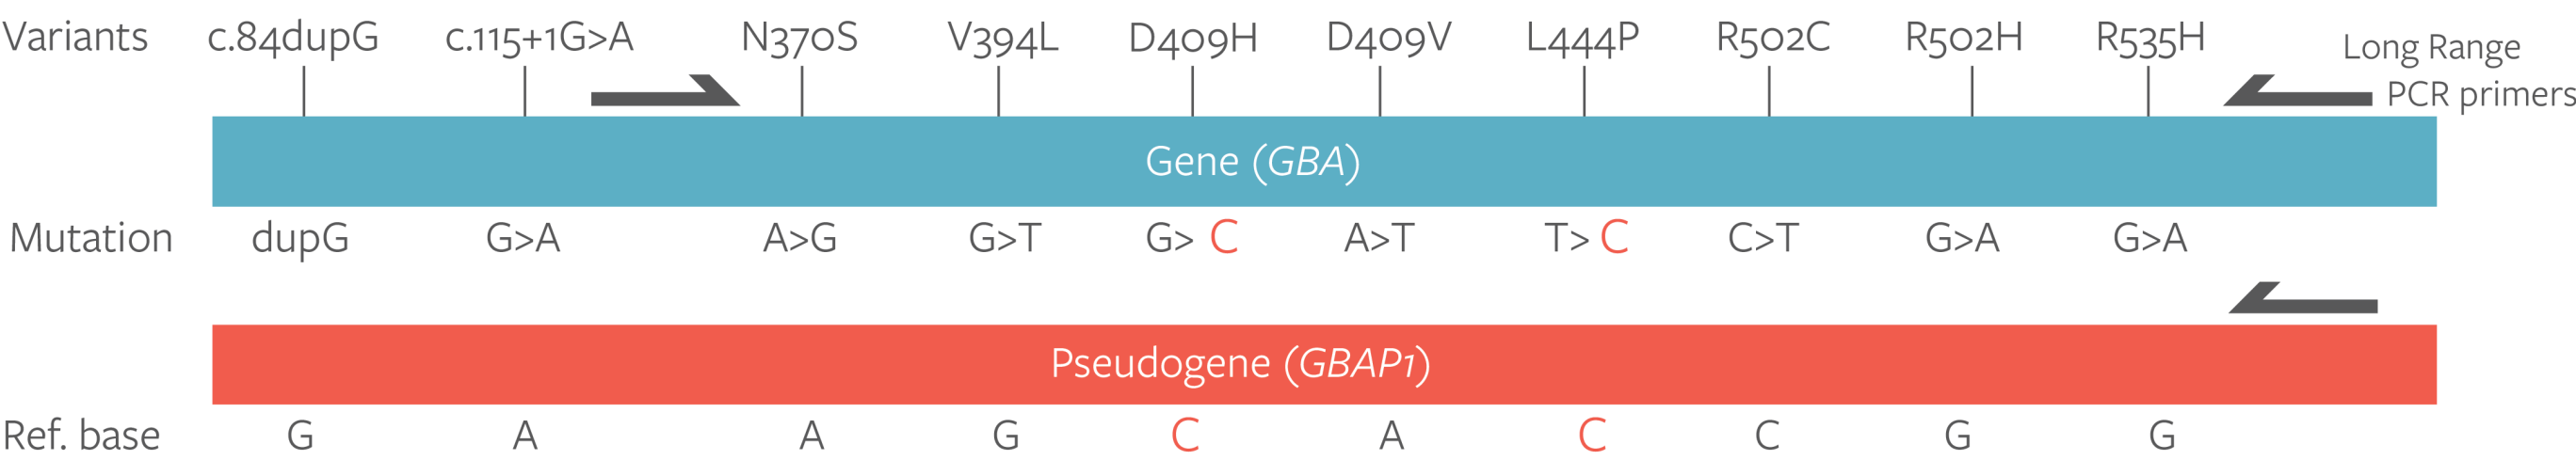 Variants c.84dupG c.115+1G>A N370S V394L D409H D409V L444P R502C R502H R535H
Long Range
PCR primers
Gene (GBA)
Mutation dupG G>A A>G G>T G> C A>T T> C C>T G>A G>A
Pseudogene (GBAP1)
Ref. base G A A G C A C C G G